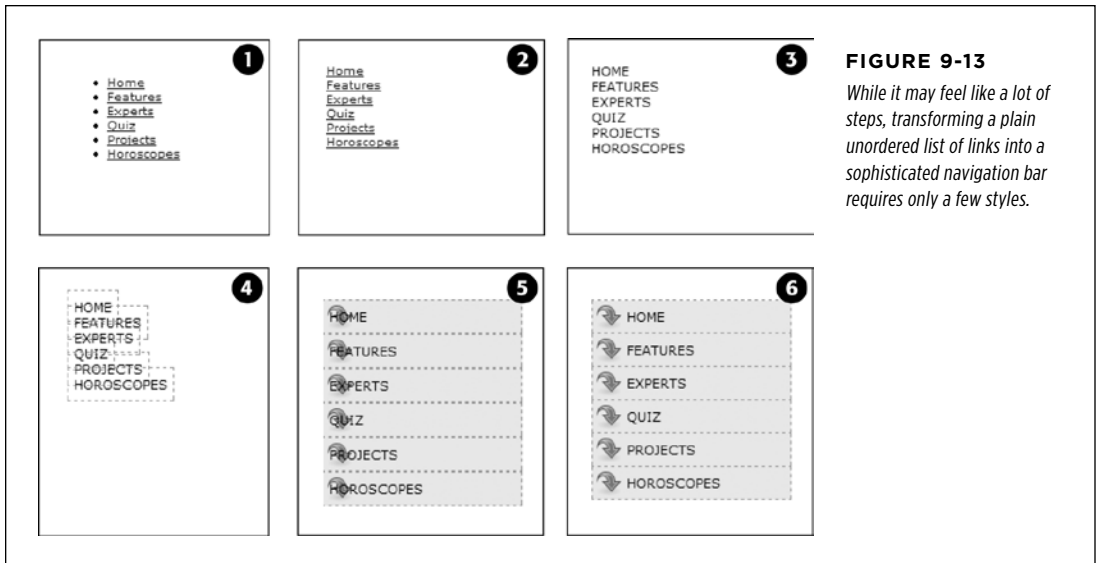 1
Home
Features
Experts
Quiz
Projects
Horoscopes
2
Home
Features
Experts
Quiz
Projects
Horoscopes
3
HOME
FEATURES
EXPERTS
QUIZ
PROJECTS
HOROSCOPES
FIGURE 9-13
While it may feel like a lot of
steps, transforming a plain
unordered list of links into a
sophisticated navigation bar
requires only a few styles.
4
HOME
FEATURES
EXPERTS
QUIZ
PROJECTS
HOROSCOPES
5
HOME
FEATURES
EXPERTS
QUIZ
PROJECTS
HOROSCOPES
6
HOME
FEATURES
EXPERTS
QUIZ
PROJECTS
HOROSCOPES